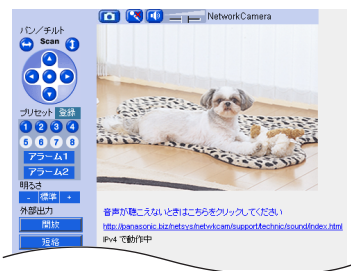 NetworkCamera
パン／チルト
Scan
プリセット 登録
1 2 3 4
5 6 7 8
アラーム1
アラーム2
明るさ
- 標準 +
外部出力
開放
短絡
音声が聴こえないときはこちらをクリックしてください
http://panasonic.biz/netsys/netwkcam/support/technic/sound/index.html
IPv4 で動作中